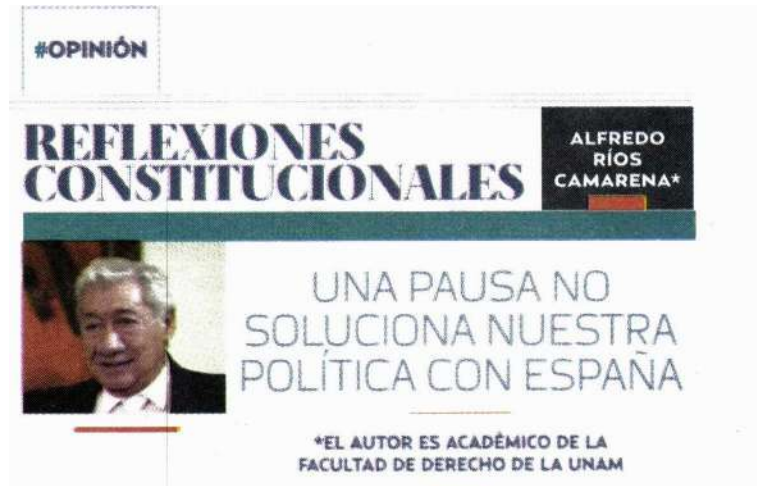 #OPINIÓN
REFLEXIONES
CONSTITUCIONALES
ALFREDO
RÍOS
CAMARENA*
UNA PAUSA NO
SOLUCIONA NUESTRA
POLÍTICA CON ESPAÑA
*EL AUTOR ES ACADÉMICO DE LA
FACULTAD DE DERECHO DE LA UNAM